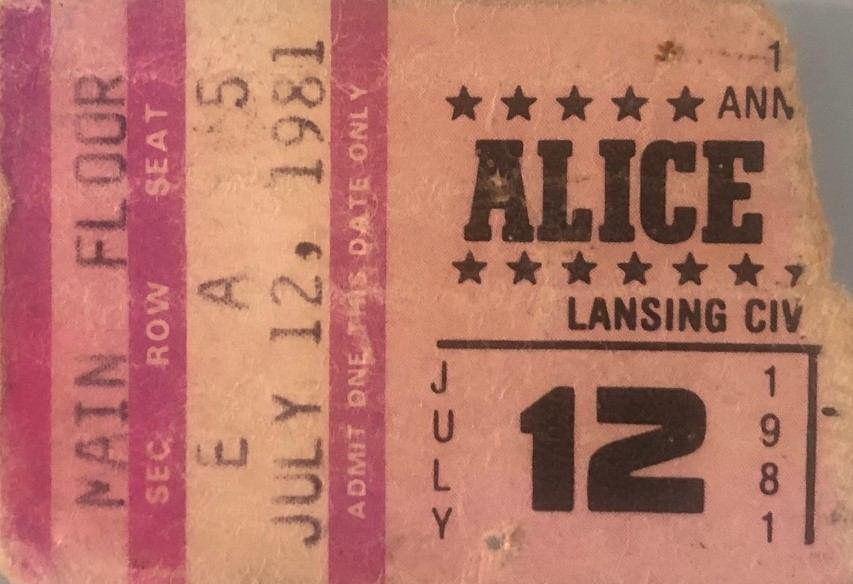 MAIN FLOOR
SEC ROW SEAT
E A 5
JULY 12, 1981
ADMIT ONE THIS DATE ONLY
1
★★★★★ ANN
ALICE
★★★★★★
LANSING CIV
JULY 12 1981